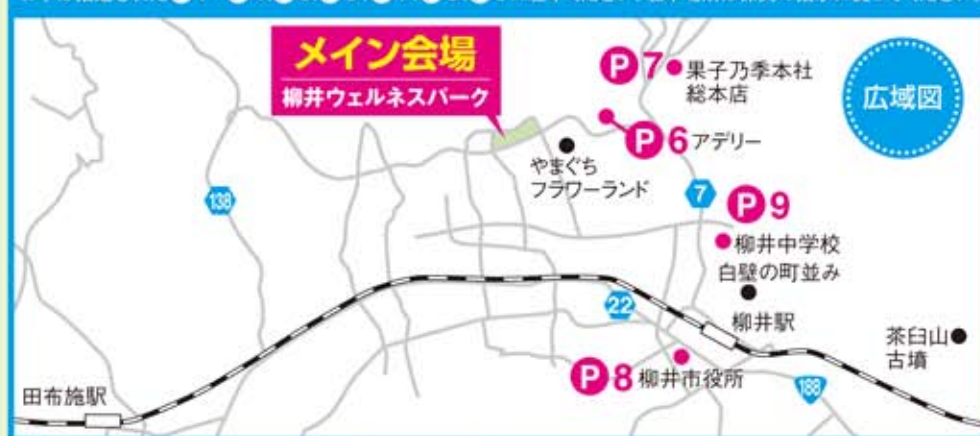 メイン会場
柳井ウェルネスパーク
P7
果子乃季本社
総本店
広域図
P6 アデリー
やまぐち
フラワーランド
138
7
P9
柳井中学校
白壁の町並み
22
柳井駅
茶臼山
古墳
P8 柳井市役所
188
田布施駅